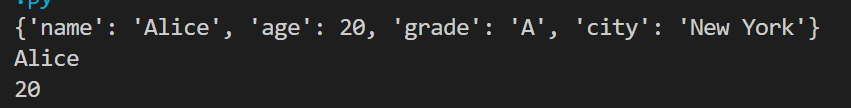 .py
{'name': 'Alice', 'age': 20, 'grade': 'A', 'city': 'New York'}
Alice
20